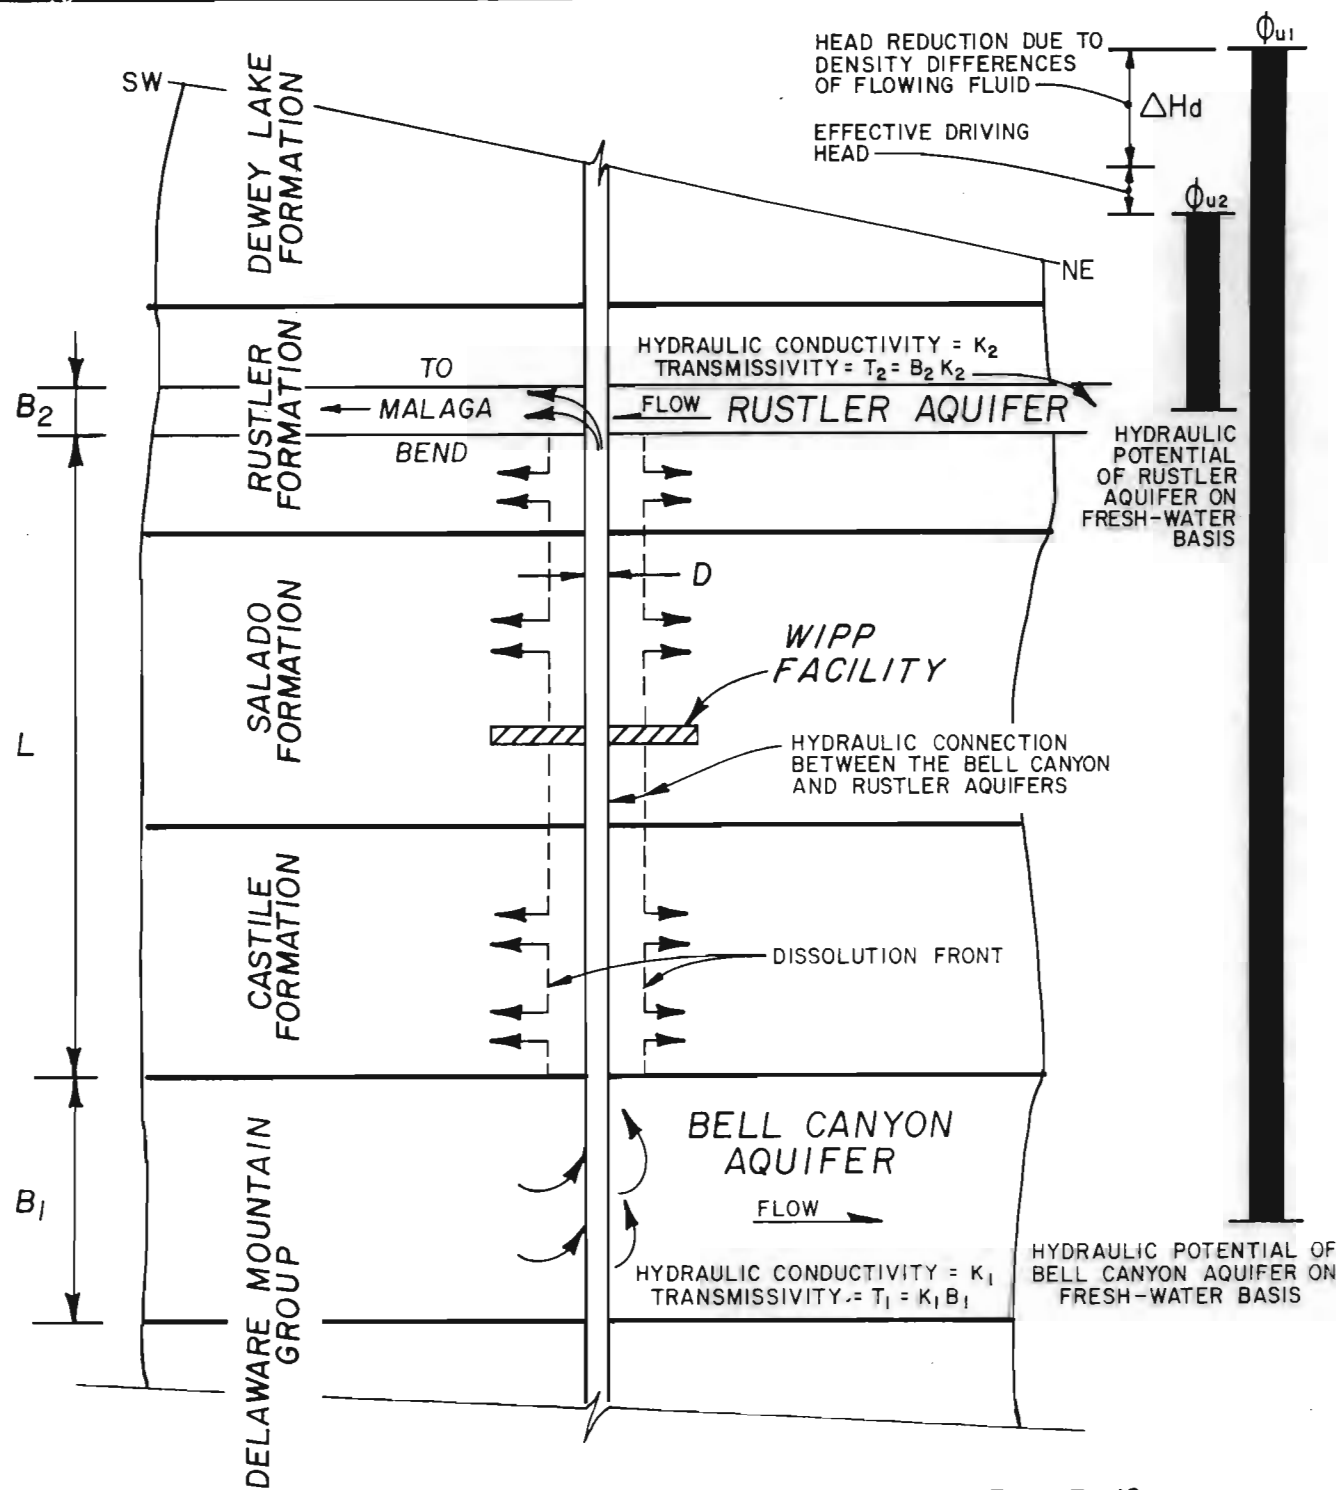 HEAD REDUCTION DUE TO
DENSITY DIFFERENCES
OF FLOWING FLUID
ΔHd
EFFECTIVE DRIVING
HEAD
ϕu1
ϕu2
SW
NE
DEWEY LAKE
FORMATION
RUSTLER
FORMATION
HYDRAULIC CONDUCTIVITY = K2
TRANSMISSIVITY = T2 = B2 K2
B2
TO
MALAGA
BEND
FLOW
RUSTLER AQUIFER
HYDRAULIC
POTENTIAL
OF RUSTLER
AQUIFER ON
FRESH-WATER
BASIS
D
SALADO
FORMATION
WIPP
FACILITY
L
HYDRAULIC CONNECTION
BETWEEN THE BELL CANYON
AND RUSTLER AQUIFERS
CASTILE
FORMATION
DISSOLUTION FRONT
B1
DELAWARE MOUNTAIN
GROUP
BELL CANYON
AQUIFER
FLOW
HYDRAULIC CONDUCTIVITY = K1
TRANSMISSIVITY = T1 = K1 B1
HYDRAULIC POTENTIAL OF
BELL CANYON AQUIFER ON
FRESH-WATER BASIS